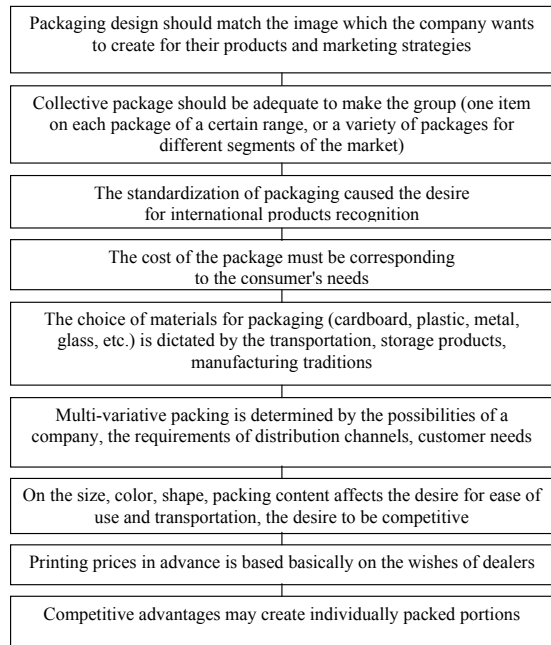 Packaging design should match the image which the company wants
to create for their products and marketing strategies
Collective package should be adequate to make the group (one item
on each package of a certain range, or a variety of packages for
different segments of the market)
The standardization of packaging caused the desire
for international products recognition
The cost of the package must be corresponding
to the consumer's needs
The choice of materials for packaging (cardboard, plastic, metal,
glass, etc.) is dictated by the transportation, storage products,
manufacturing traditions
Multi-variative packing is determined by the possibilities of a
company, the requirements of distribution channels, customer needs
On the size, color, shape, packing content affects the desire for ease of
use and transportation, the desire to be competitive
Printing prices in advance is based basically on the wishes of dealers
Competitive advantages may create individually packed portions